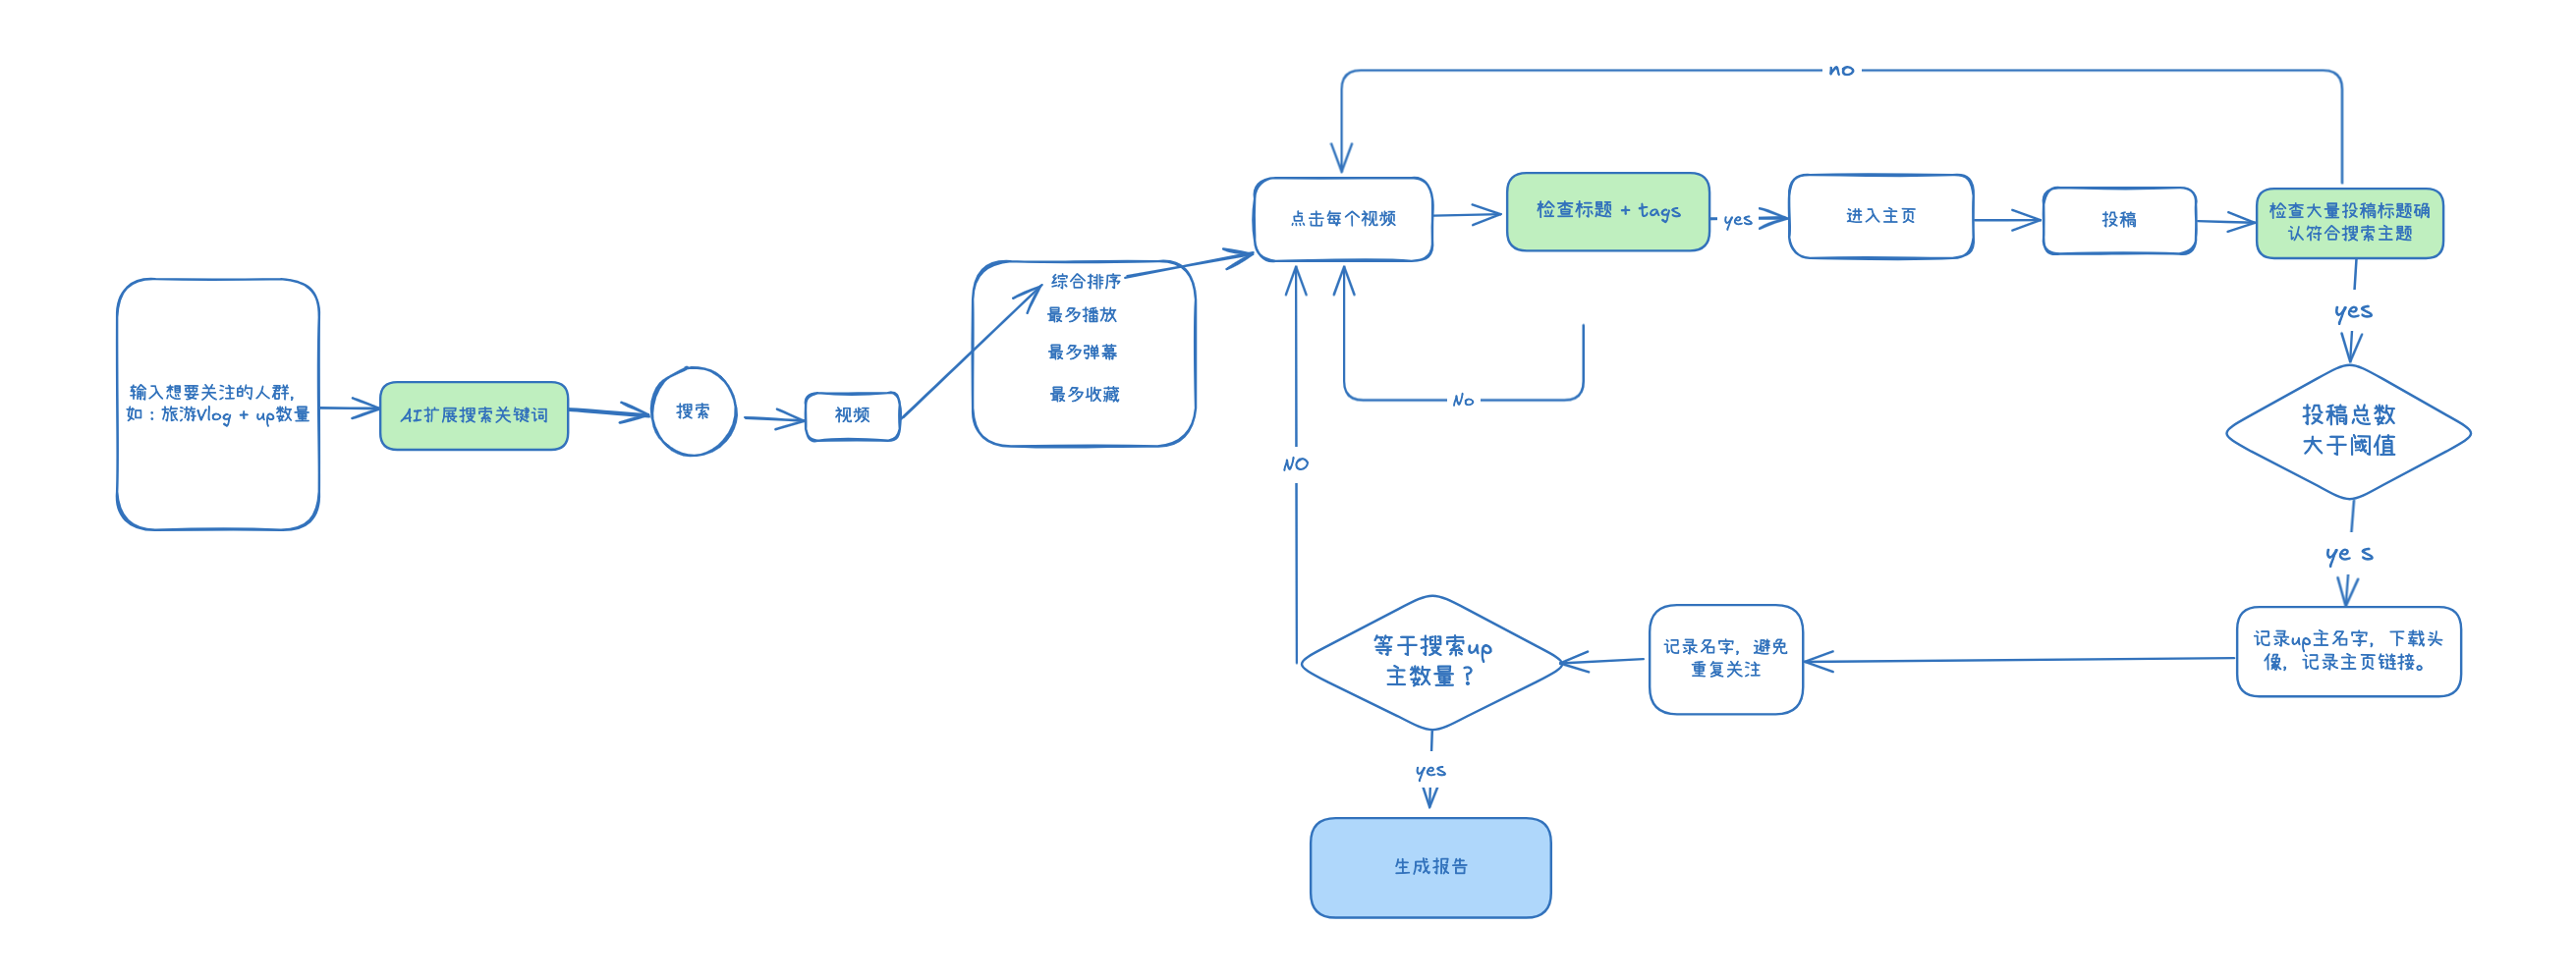 no
点击每个视频
检查标题 + tags
yes
进入主页
投稿
检查大量投稿标题确
认符合搜索主题
综合排序
最多播放
最多弹幕
最多收藏
yes
输入想要关注的人群,
如：旅游Vlog + up数量
AI扩展搜索关键词
搜索
视频
No
投稿总数
大于阈值
NO
ye s
等于搜索up
主数量？
记录名字，避免
重复关注
记录up主名字，下载头
像，记录主页链接。
yes
生成报告